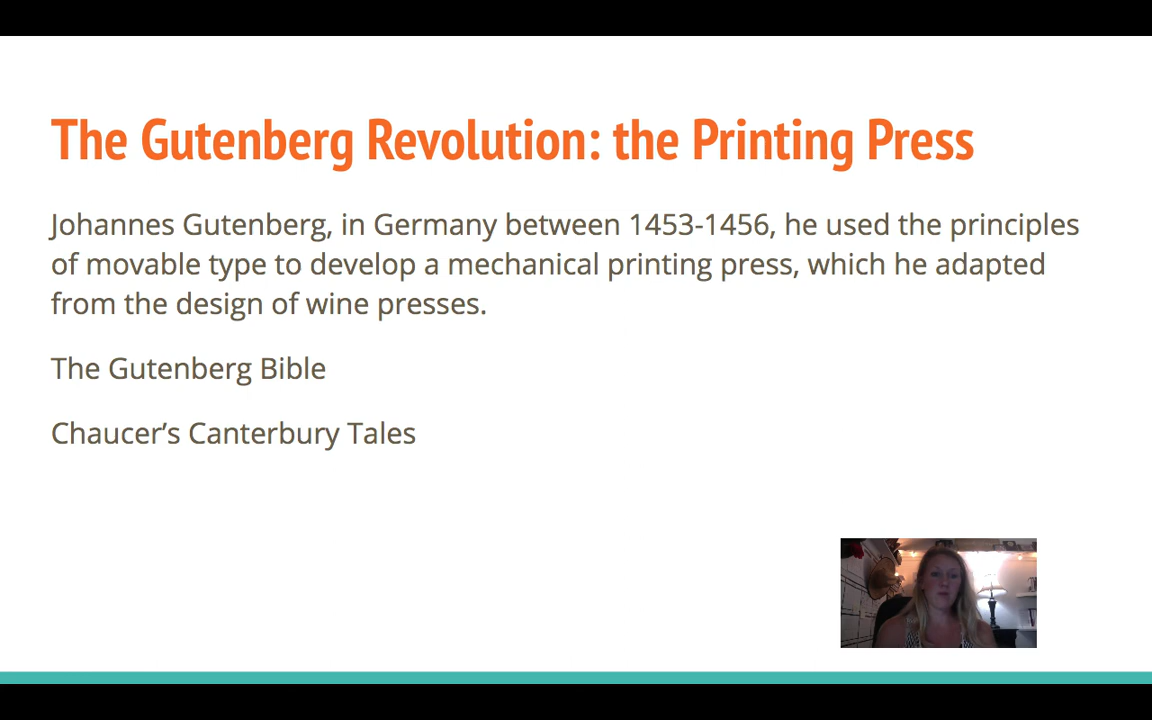 The Gutenberg Revolution: the Printing Press
Johannes Gutenberg, in Germany between 1453-1456, he used the principles
of movable type to develop a mechanical printing press, which he adapted
from the design of wine presses.
The Gutenberg Bible
Chaucer’s Canterbury Tales